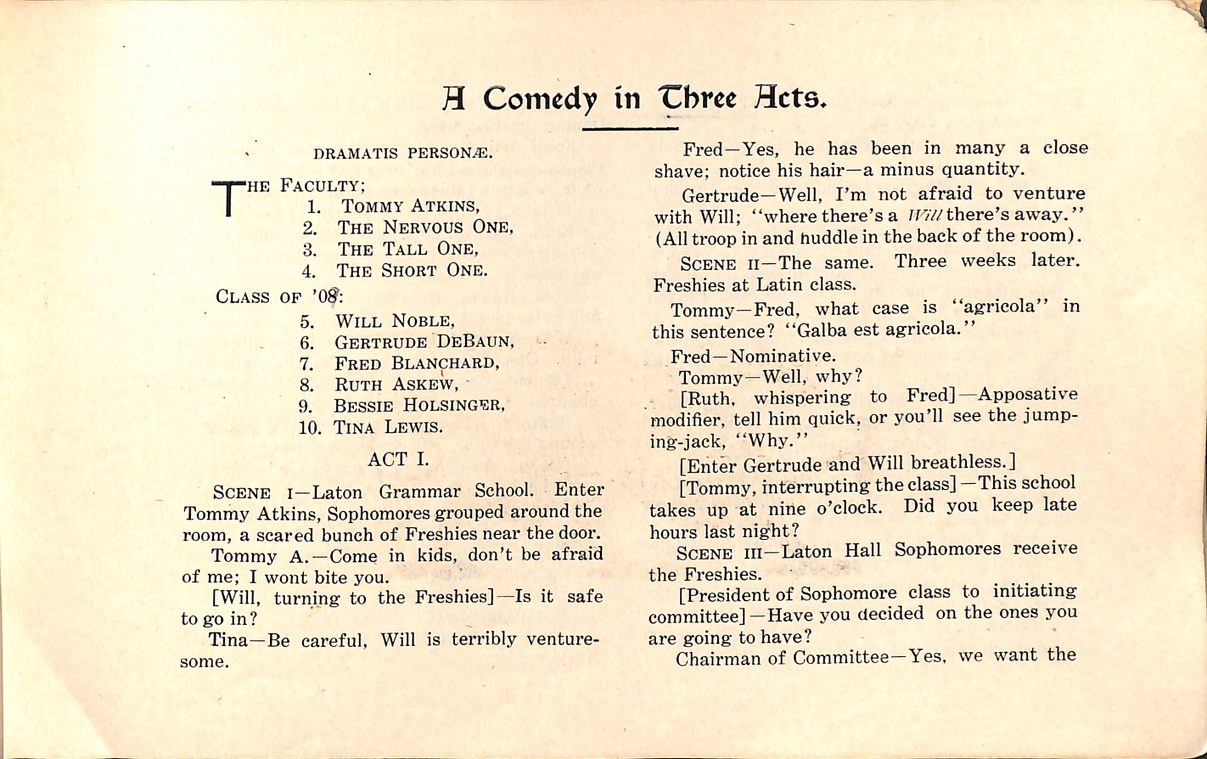 A Comedy in Three Acts.
DRAMATIS PERSONÆ.
THE FACULTY;
1. TOMMY ATKINS,
2. THE NERVOUS ONE,
3. THE TALL ONE,
4. THE SHORT ONE.
CLASS OF '09:
5. WILL NOBLE,
6. GERTRUDE DEBAUN,
7. FRED BLANCHARD,
8. RUTH ASKEW,
9. BESSIE HOLSINGER,
10. TINA LEWIS.
ACT I.
SCENE I—Laton Grammar School. Enter
Tommy Atkins, Sophomores grouped around the
room, a scared bunch of Freshies near the door.
Tommy A.—Come in kids, don't be afraid
of me; I wont bite you.
[Will, turning to the Freshies]—Is it safe
to go in?
Tina—Be careful, Will is terribly venture-
some.
Fred—Yes, he has been in many a close
shave; notice his hair—a minus quantity.
Gertrude—Well, I'm not afraid to venture
with Will; "where there's a Will there's away."
(All troop in and huddle in the back of the room).
SCENE II—The same. Three weeks later.
Freshies at Latin class.
Tommy—Fred, what case is "agricola" in
this sentence? "Galba est agricola."
Fred—Nominative.
Tommy—Well, why?
[Ruth, whispering to Fred]—Apposative
modifier, tell him quick, or you'll see the jump-
ing-jack, "Why."
[Enter Gertrude and Will breathless.]
[Tommy, interrupting the class]—This school
takes up at nine o'clock. Did you keep late
hours last night?
SCENE III—Laton Hall Sophomores receive
the Freshies.
[President of Sophomore class to initiating
committee]—Have you decided on the ones you
are going to have?
Chairman of Committee—Yes, we want the